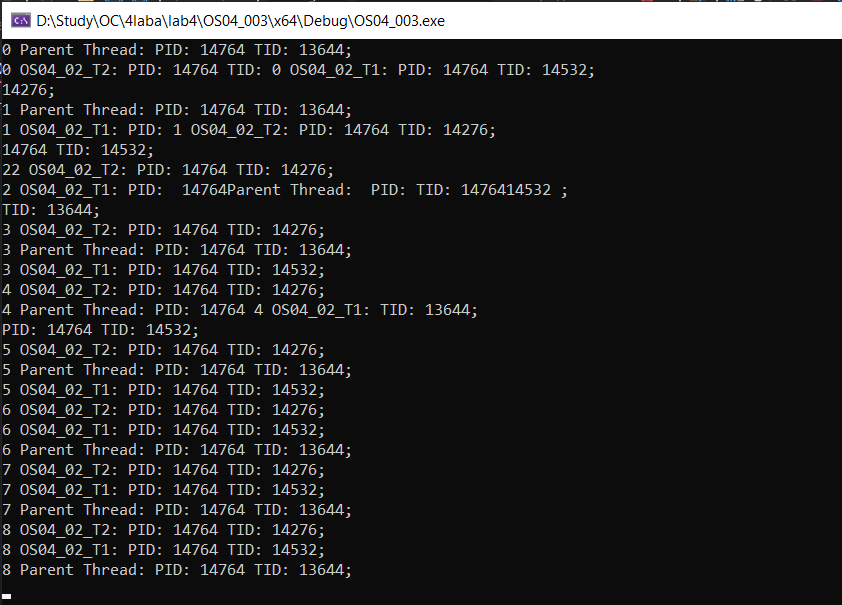 D:\Study\OC\4laba\lab4\OS04_003\x64\Debug\OS04_003.exe
0 Parent Thread: PID: 14764 TID: 13644;
0 OS04_02_T2: PID: 14764 TID: 0 OS04_02_T1: PID: 14764 TID: 14532;
14276;
1 Parent Thread: PID: 14764 TID: 13644;
1 OS04_02_T1: PID: 1 OS04_02_T2: PID: 14764 TID: 14276;
14764 TID: 14532;
22 OS04_02_T2: PID: 14764 TID: 14276;
2 OS04_02_T1: PID:  14764Parent Thread:  PID: TID: 1476414532 ;
TID: 13644;
3 OS04_02_T2: PID: 14764 TID: 14276;
3 Parent Thread: PID: 14764 TID: 13644;
3 OS04_02_T1: PID: 14764 TID: 14532;
4 OS04_02_T2: PID: 14764 TID: 14276;
4 Parent Thread: PID: 14764 4 OS04_02_T1: TID: 13644;
PID: 14764 TID: 14532;
5 OS04_02_T2: PID: 14764 TID: 14276;
5 Parent Thread: PID: 14764 TID: 13644;
5 OS04_02_T1: PID: 14764 TID: 14532;
6 OS04_02_T2: PID: 14764 TID: 14276;
6 OS04_02_T1: PID: 14764 TID: 14532;
6 Parent Thread: PID: 14764 TID: 13644;
7 OS04_02_T2: PID: 14764 TID: 14276;
7 OS04_02_T1: PID: 14764 TID: 14532;
7 Parent Thread: PID: 14764 TID: 13644;
8 OS04_02_T2: PID: 14764 TID: 14276;
8 OS04_02_T1: PID: 14764 TID: 14532;
8 Parent Thread: PID: 14764 TID: 13644;